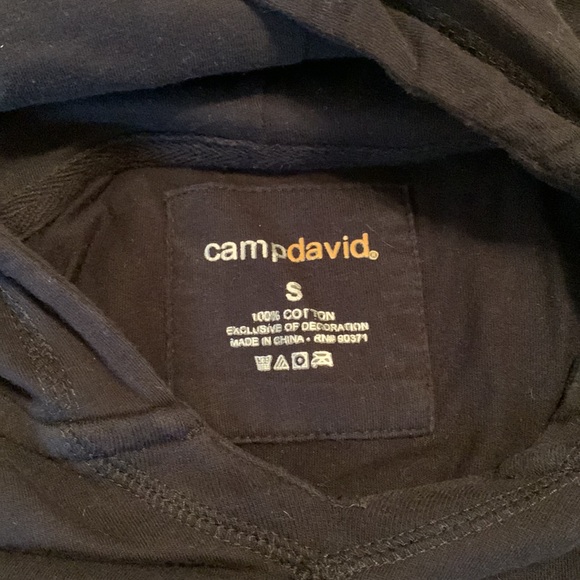 campdavid®
S
100% COTTON
EXCLUSIVE OF DECORATION
MADE IN CHINA • RN# 90371